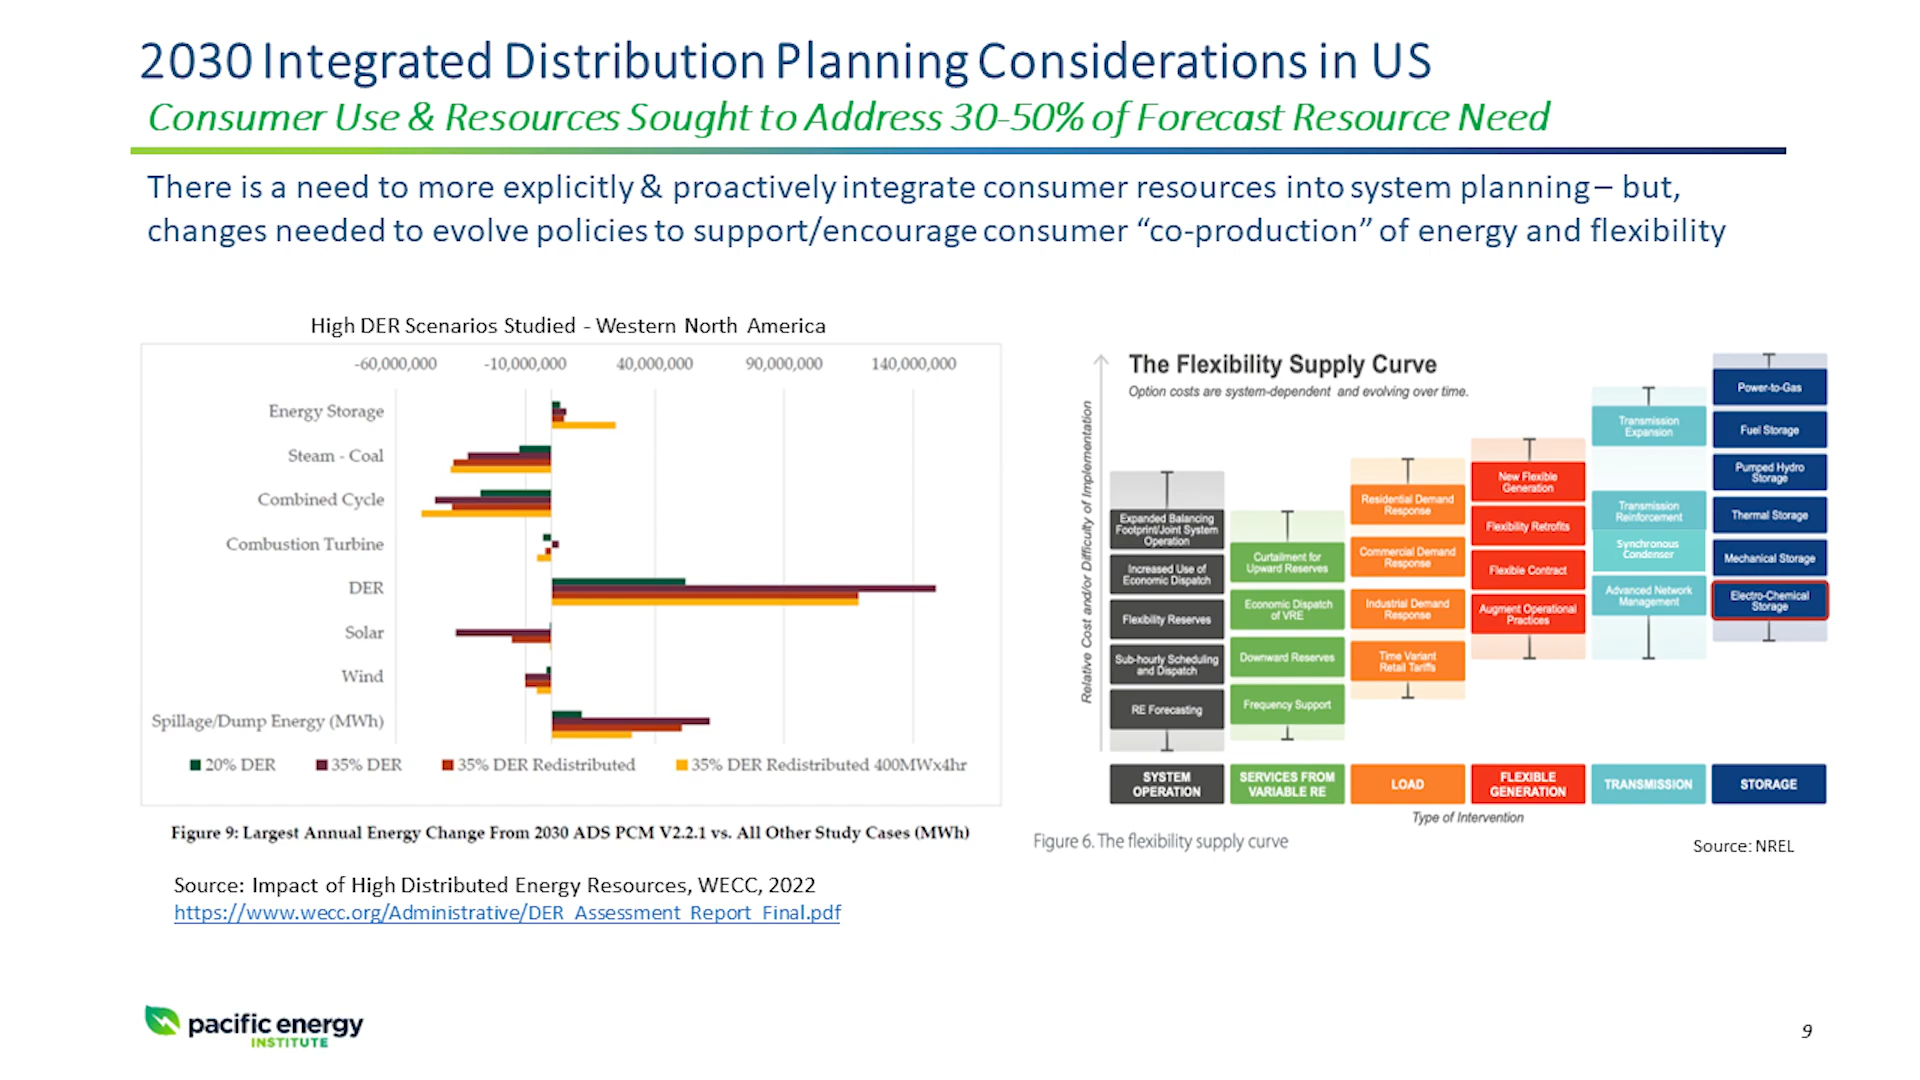 2030 Integrated Distribution Planning Considerations in US
Consumer Use & Resources Sought to Address 30-50% of Forecast Resource Need
There is a need to more explicitly & proactively integrate consumer resources into system planning – but,
changes needed to evolve policies to support/encourage consumer “co-production” of energy and flexibility
High DER Scenarios Studied - Western North America
-60,000,000 -10,000,000 40,000,000 90,000,000 140,000,000
Energy Storage
Steam - Coal
Combined Cycle
Combustion Turbine
DER
Solar
Wind
Spillage/Dump Energy (MWh)
20% DER 35% DER 35% DER Redistributed 35% DER Redistributed 400MWx4hr
Figure 9: Largest Annual Energy Change From 2030 ADS PCM V2.2.1 vs. All Other Study Cases (MWh)
Source: Impact of High Distributed Energy Resources, WECC, 2022
https://www.wecc.org/Administrative/DER_Assessment_Report_Final.pdf
The Flexibility Supply Curve
Option costs are system-dependent and evolving over time.
Relative Cost and/or Difficulty of Implementation
Expanded Balancing
Footprint/Joint System
Operation
Increased Use of
Economic Dispatch
Flexibility Reserves
Sub-hourly Scheduling
and Dispatch
RE Forecasting
SYSTEM
OPERATION
Curtailment for
Upward Reserves
Economic Dispatch
of VRE
Downward Reserves
Frequency Support
SERVICES FROM
VARIABLE RE
Residential Demand
Response
Commercial Demand
Response
Industrial Demand
Response
Time Variant
Retail Tariffs
LOAD
New Flexible
Generation
Flexibility Retrofits
Flexible Contract
Augment Operational
Practices
FLEXIBLE
GENERATION
Transmission
Expansion
Transmission
Reinforcement
Synchronous
Condenser
Advanced Network
Management
TRANSMISSION
Power-to-Gas
Fuel Storage
Pumped Hydro
Storage
Thermal Storage
Mechanical Storage
Electro-Chemical
Storage
STORAGE
Type of Intervention
Figure 6. The flexibility supply curve
Source: NREL
pacific energy
INSTITUTE
9